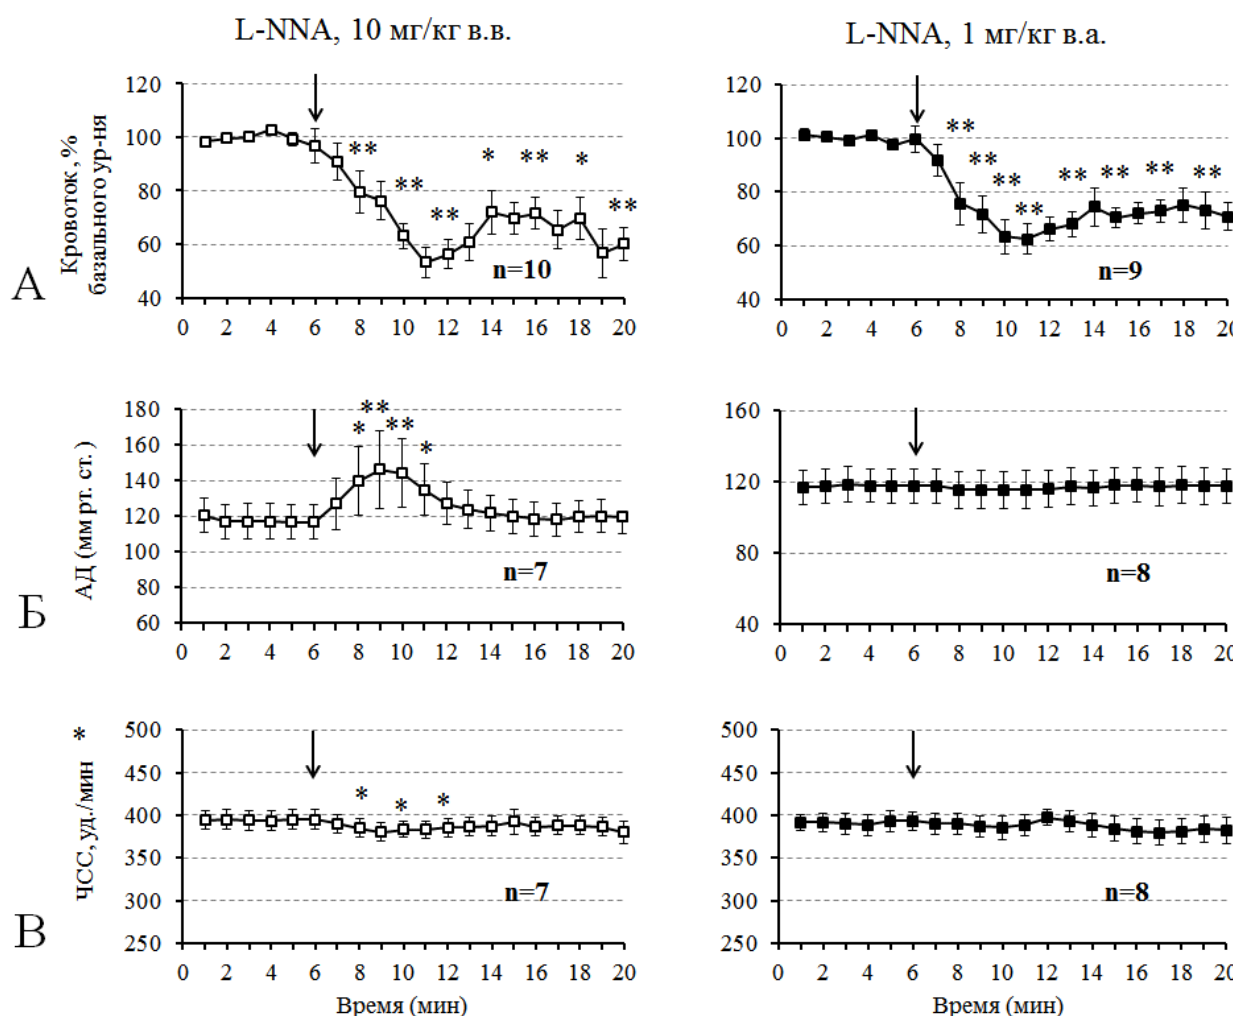 L-NNA, 10 мг/кг в.в.
L-NNA, 1 мг/кг в.а.
А
Кровоток, %
базального ур-ня
120
100
80
60
40
** ** ** * ** * **
n=10
0 2 4 6 8 10 12 14 16 18 20
120
100
80
60
40
** ** ** ** ** ** ** **
n=9
0 2 4 6 8 10 12 14 16 18 20
Б
АД (мм рт. ст.)
180
160
140
120
100
80
60
* ** ** *
n=7
0 2 4 6 8 10 12 14 16 18 20
160
120
80
40
n=8
0 2 4 6 8 10 12 14 16 18 20
В
ЧСС, уд./мин *
500
450
400
350
300
250
* * *
n=7
0 2 4 6 8 10 12 14 16 18 20
Время (мин)
500
450
400
350
300
250
n=8
0 2 4 6 8 10 12 14 16 18 20
Время (мин)